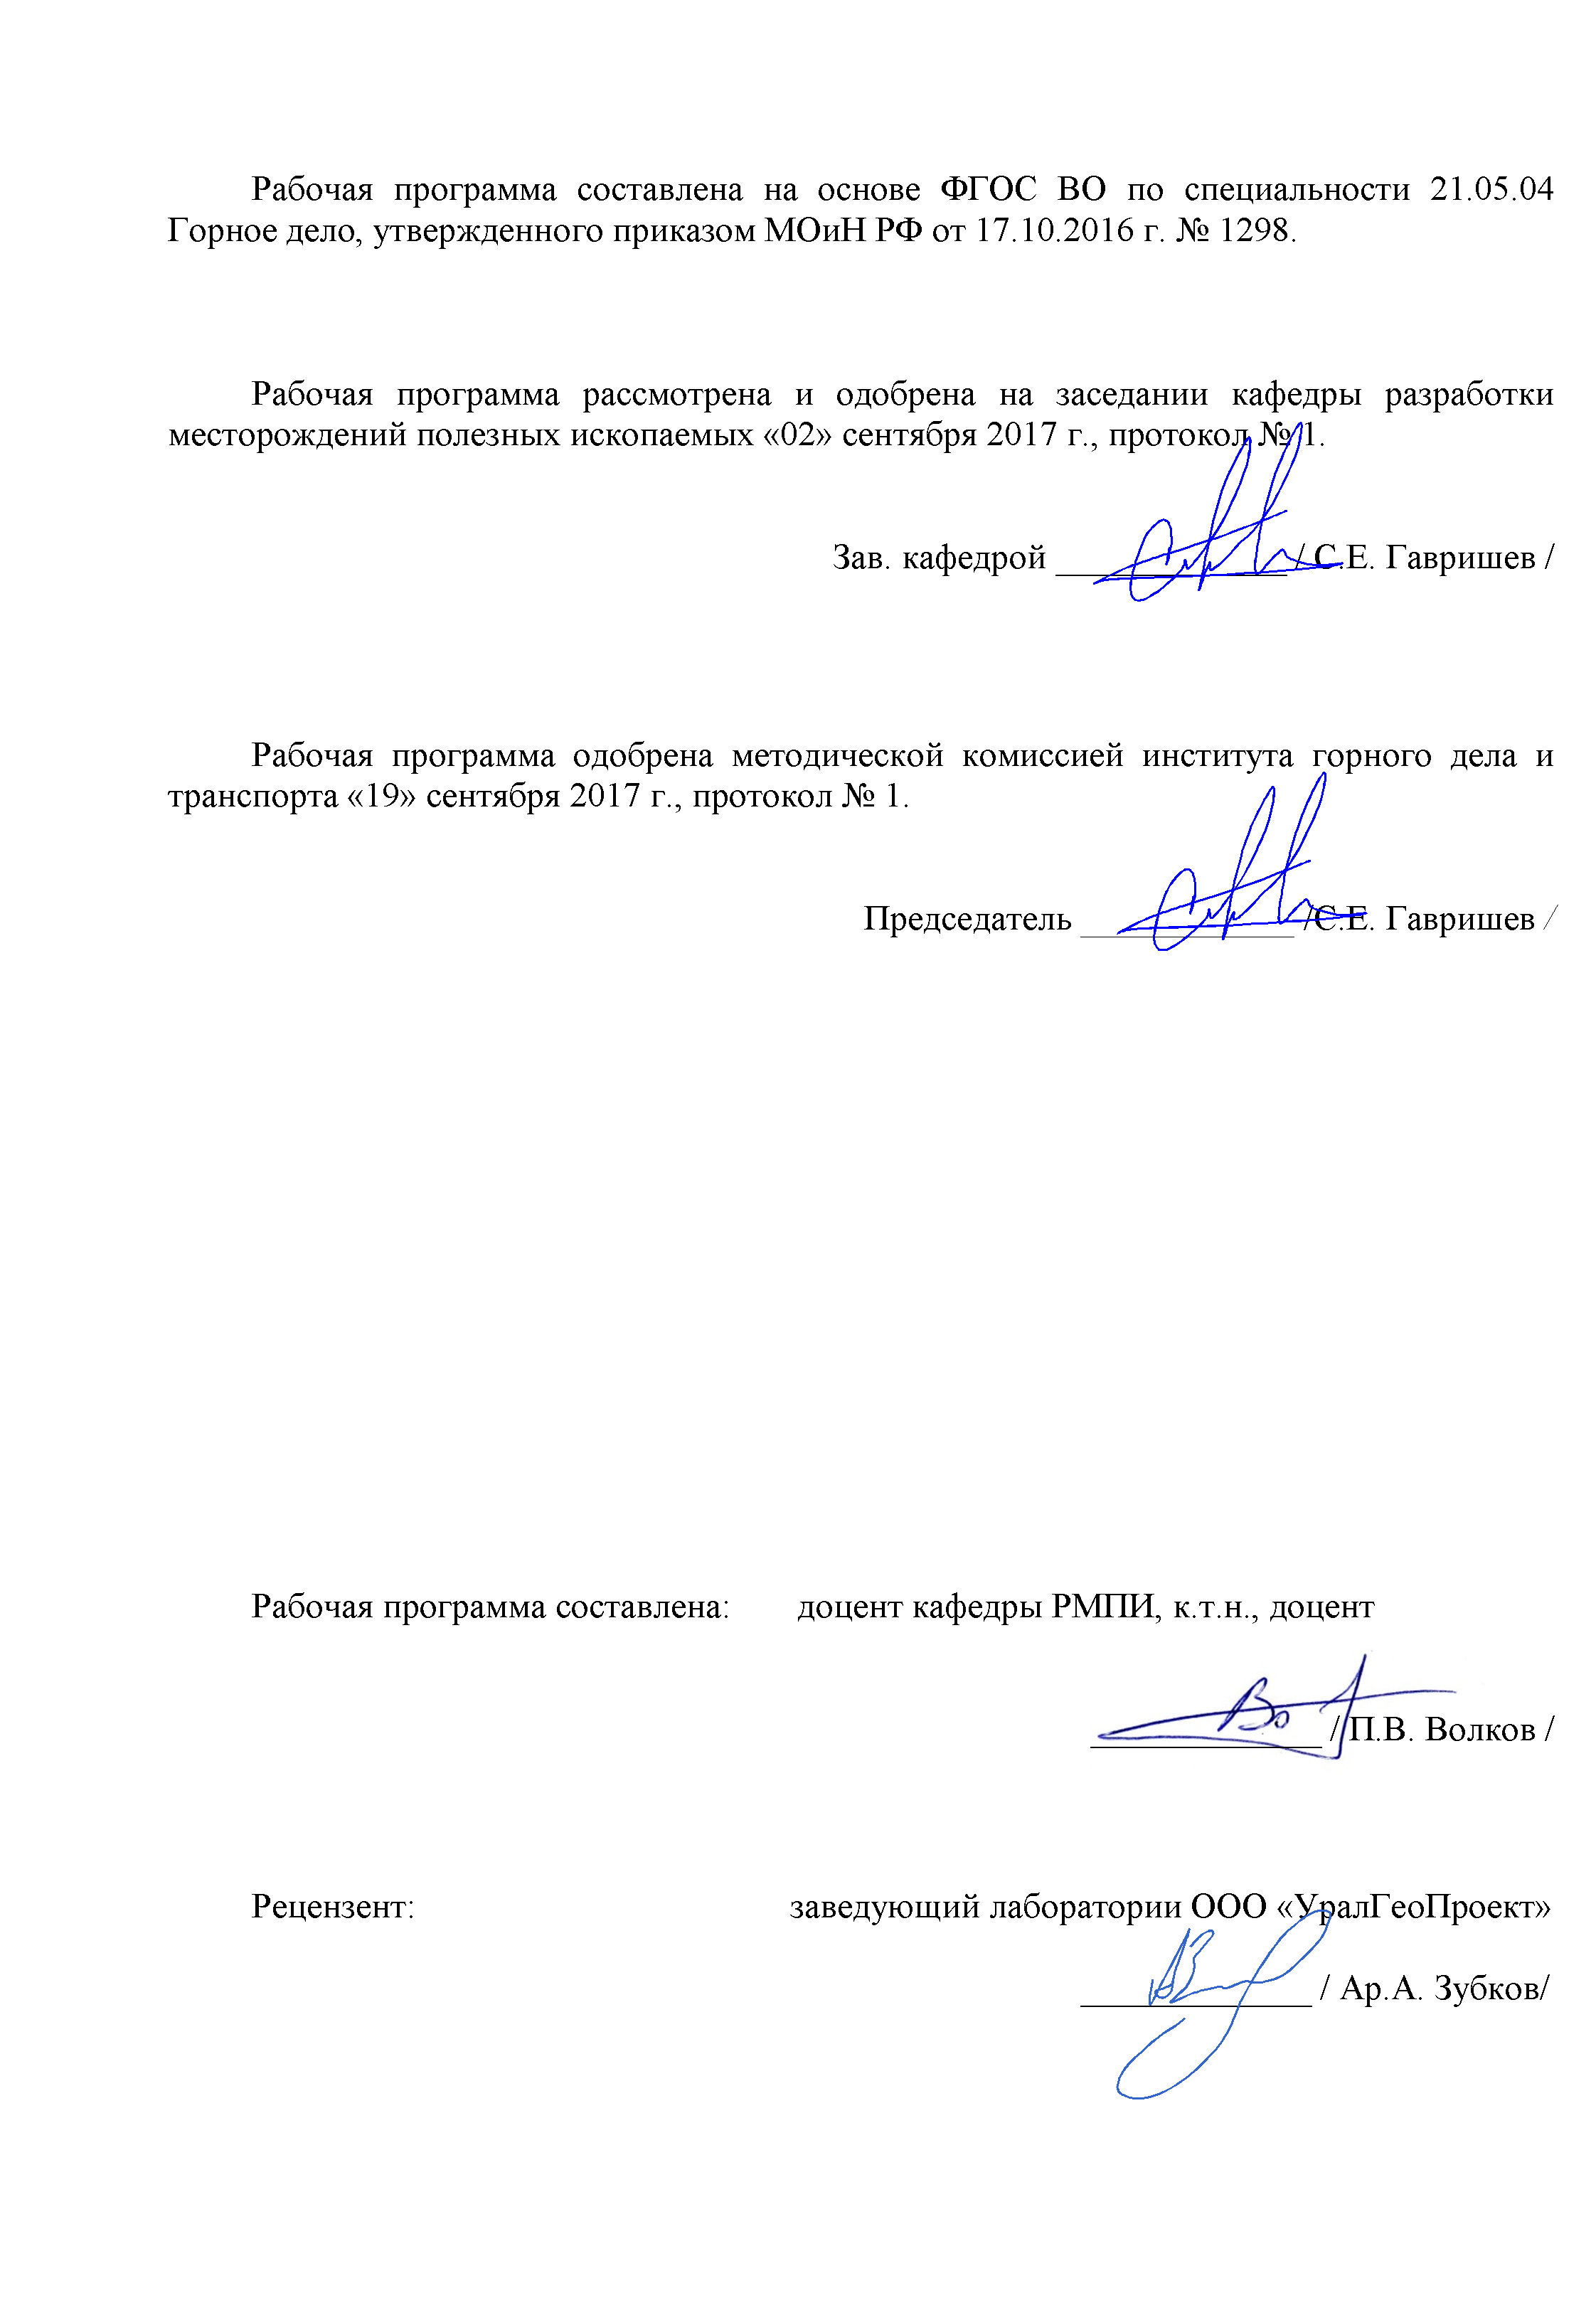 Рабочая программа составлена на основе ФГОС ВО по специальности 21.05.04
Горное дело, утвержденного приказом МОиН РФ от 17.10.2016 г. № 1298.
Рабочая программа рассмотрена и одобрена на заседании кафедры разработки
месторождений полезных ископаемых «02» сентября 2017 г., протокол № 1.
Зав. кафедрой _____________ / С.Е. Гавришев /
Рабочая программа одобрена методической комиссией института горного дела и
транспорта «19» сентября 2017 г., протокол № 1.
Председатель ____________ /С.Е. Гавришев /
Рабочая программа составлена: доцент кафедры РМПИ, к.т.н., доцент
_____________ / П.В. Волков /
Рецензент: заведующий лаборатории ООО «УралГеоПроект»
_____________ / Ар.А. Зубков/